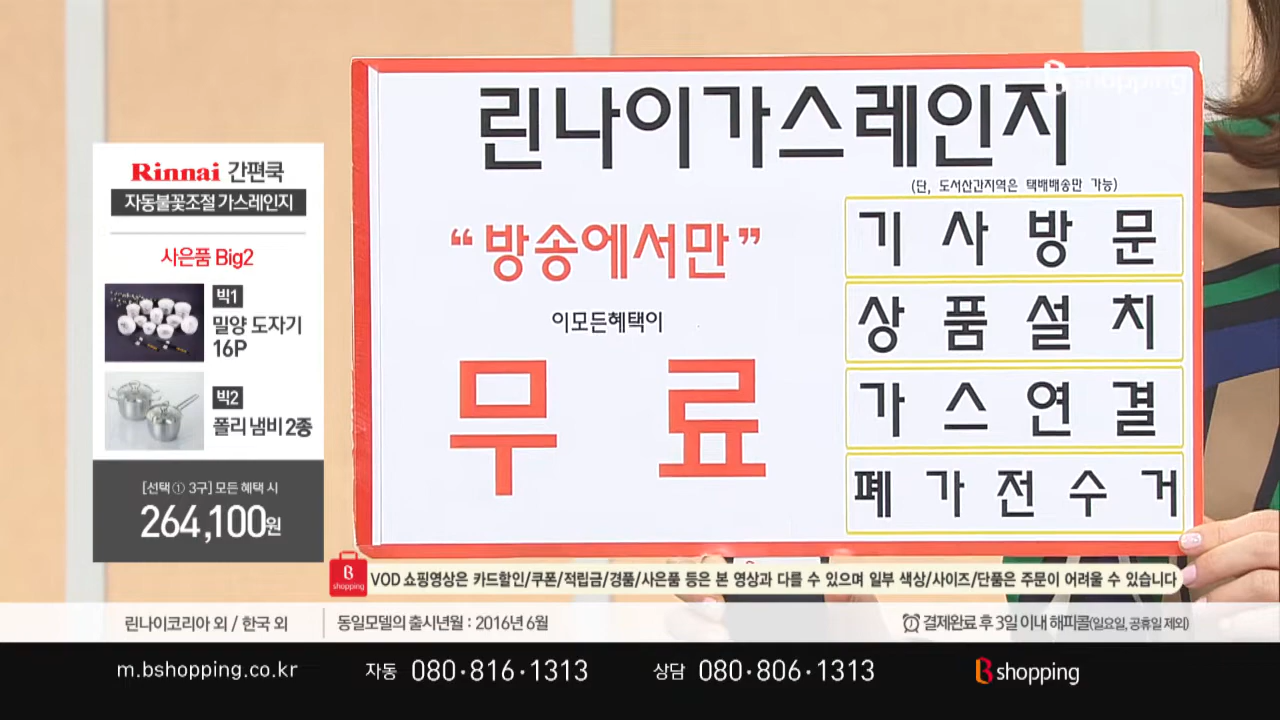 Rinnai 간편쿡
자동불꽃조절 가스레인지
사은품 Big2
빅1
밀양 도자기
16P
빅2
폴리 냄비 2종
[선택 ① 3구] 모든 혜택 시
264,100원
B shopping
린나이가스레인지
(단, 도서산간지역은 택배배송만 가능)
“방송에서만”
이모든혜택이
무료
기사방문
상품설치
가스연결
폐가전수거
B shopping
VOD 쇼핑영상은 카드할인/쿠폰/적립금/경품/사은품 등은 본 영상과 다를 수 있으며 일부 색상/사이즈/단품은 주문이 어려울 수 있습니다
린나이코리아 외 / 한국 외
동일모델의 출시년월 : 2016년 6월
결제완료 후 3일 이내 해피콜(일요일, 공휴일 제외)
m.bshopping.co.kr
자동 080·816·1313
상담 080·806·1313
B shopping